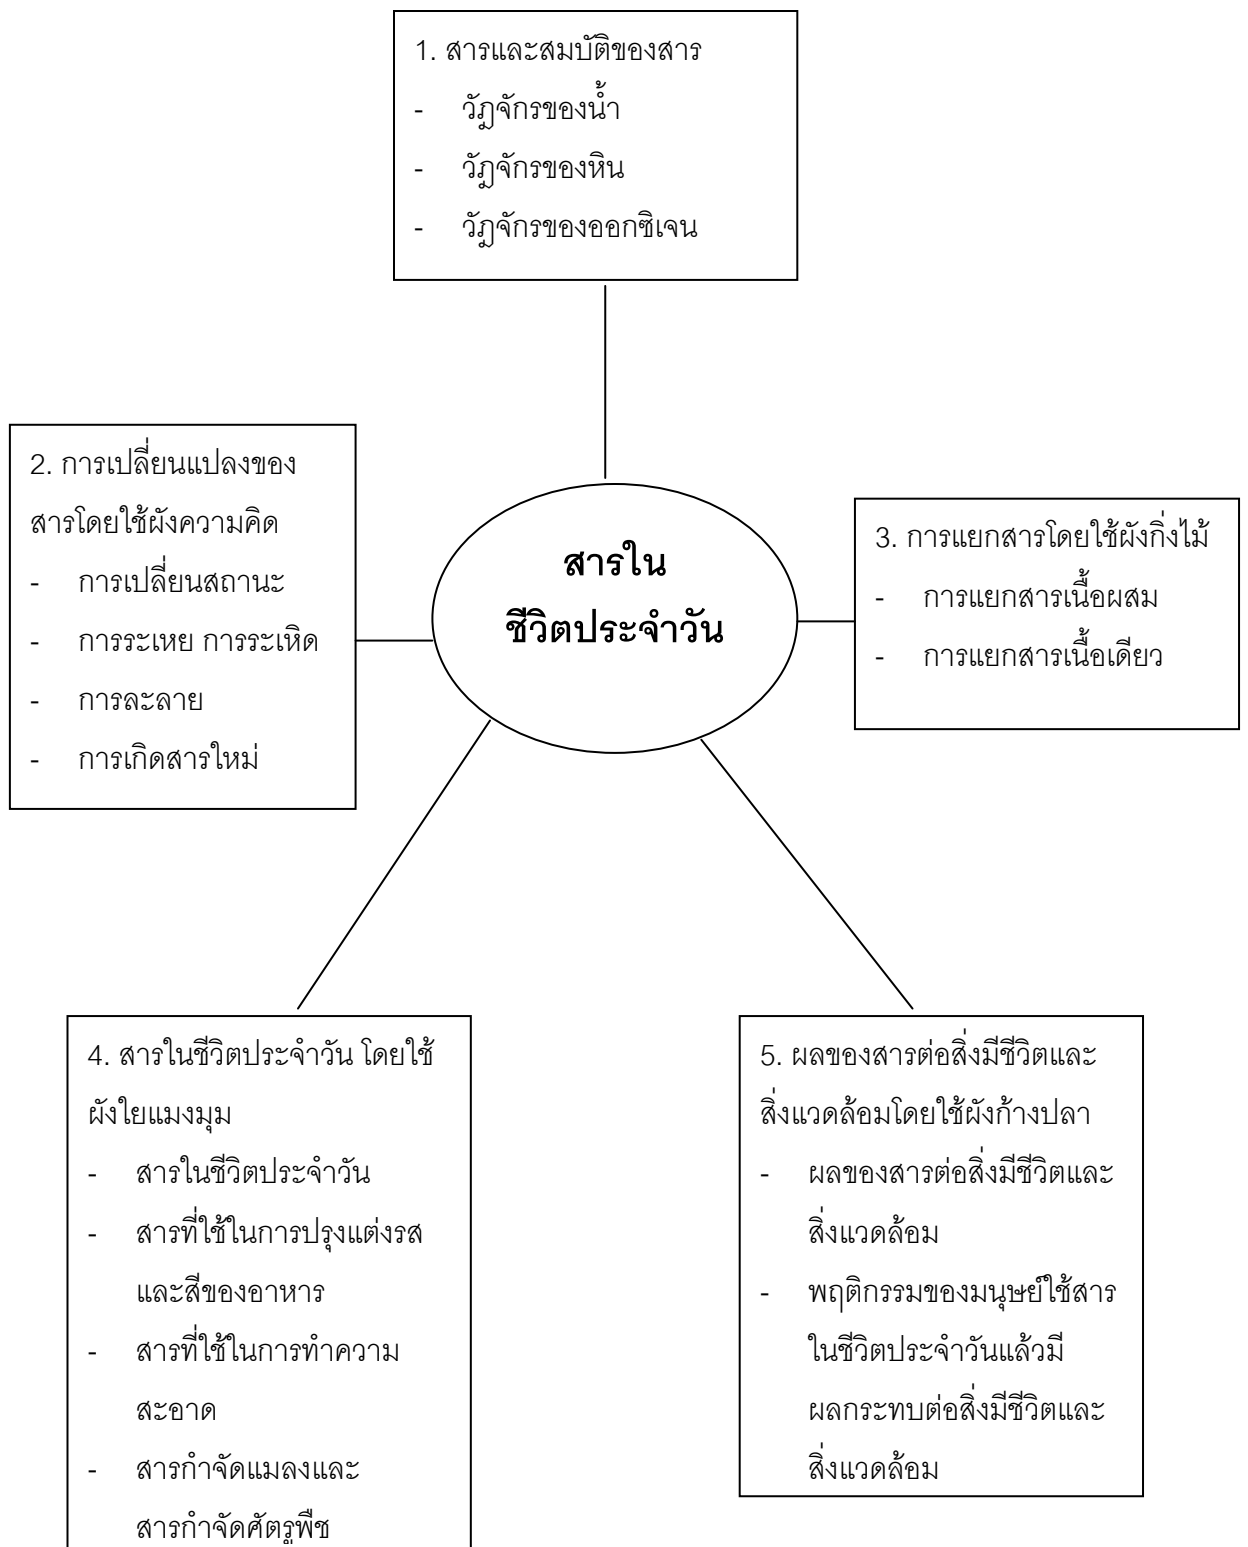 1. สารและสมบัติของสาร
- วัฏจักรของน้ำ
- วัฏจักรของหิน
- วัฏจักรของออกซิเจน
2. การเปลี่ยนแปลงของ
สารโดยใช้ผังความคิด
- การเปลี่ยนสถานะ
- การระเหย การระเหิด
- การละลาย
- การเกิดสารใหม่
สารใน
ชีวิตประจำวัน
3. การแยกสารโดยใช้ผังกิ่งไม้
- การแยกสารเนื้อผสม
- การแยกสารเนื้อเดียว
4. สารในชีวิตประจำวัน โดยใช้
ผังใยแมงมุม
- สารในชีวิตประจำวัน
- สารที่ใช้ในการปรุงแต่งรส
และสีของอาหาร
- สารที่ใช้ในการทำความ
สะอาด
- สารกำจัดแมลงและ
สารกำจัดศัตรูพืช
5. ผลของสารต่อสิ่งมีชีวิตและ
สิ่งแวดล้อมโดยใช้ผังก้างปลา
- ผลของสารต่อสิ่งมีชีวิตและ
สิ่งแวดล้อม
- พฤติกรรมของมนุษย์ใช้สาร
ในชีวิตประจำวันแล้วมี
ผลกระทบต่อสิ่งมีชีวิตและ
สิ่งแวดล้อม